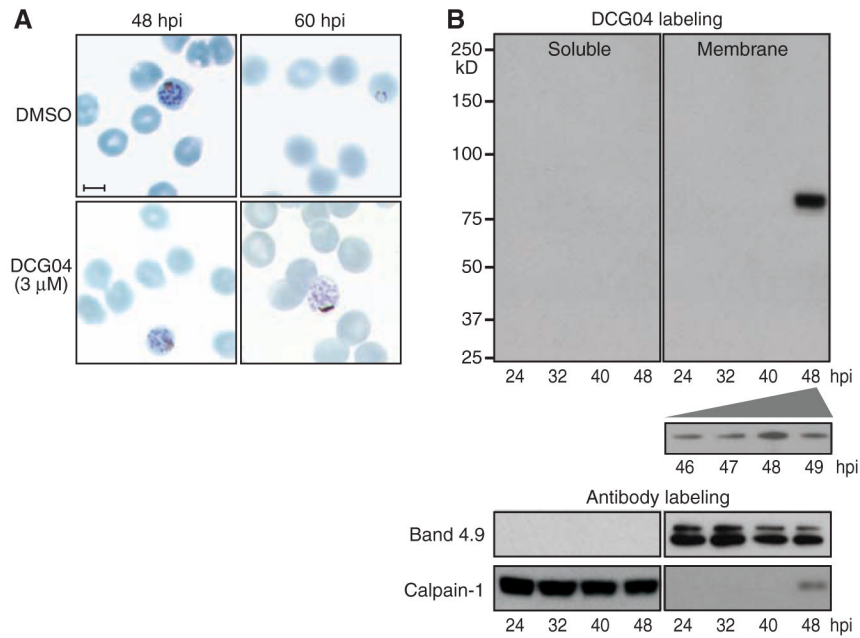 A
48 hpi
60 hpi
DMSO
DCG04
(3 μM)
B
DCG04 labeling
Soluble
Membrane
250
kD
150
100
75
50
37
25
24 32 40 48 24 32 40 48 hpi
46 47 48 49 hpi
Antibody labeling
Band 4.9
Calpain-1
24 32 40 48 24 32 40 48 hpi